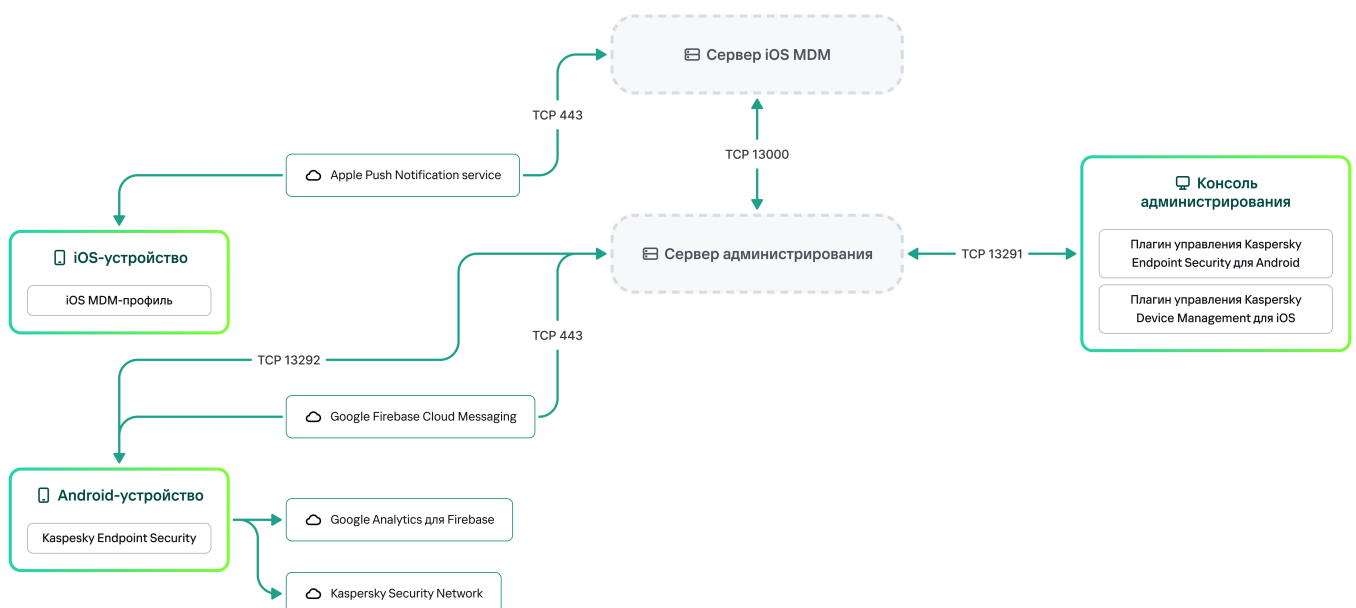 Сервер iOS MDM
TCP 443
TCP 13000
Apple Push Notification service
Консоль
администрирования
Плагин управления Kaspersky
Endpoint Security для Android
Плагин управления Kaspersky
Device Management для iOS
iOS-устройство
iOS MDM-профиль
Сервер администрирования
TCP 13291
TCP 443
TCP 13292
Google Firebase Cloud Messaging
Android-устройство
Kaspesky Endpoint Security
Google Analytics для Firebase
Kaspersky Security Network